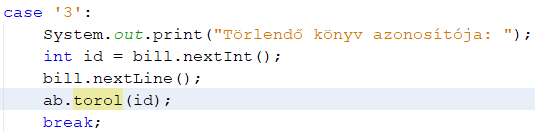 case '3':
System.out.print("Törlendő könyv azonosítója: ");
int id = bill.nextInt();
bill.nextLine();
ab.torol(id);
break;